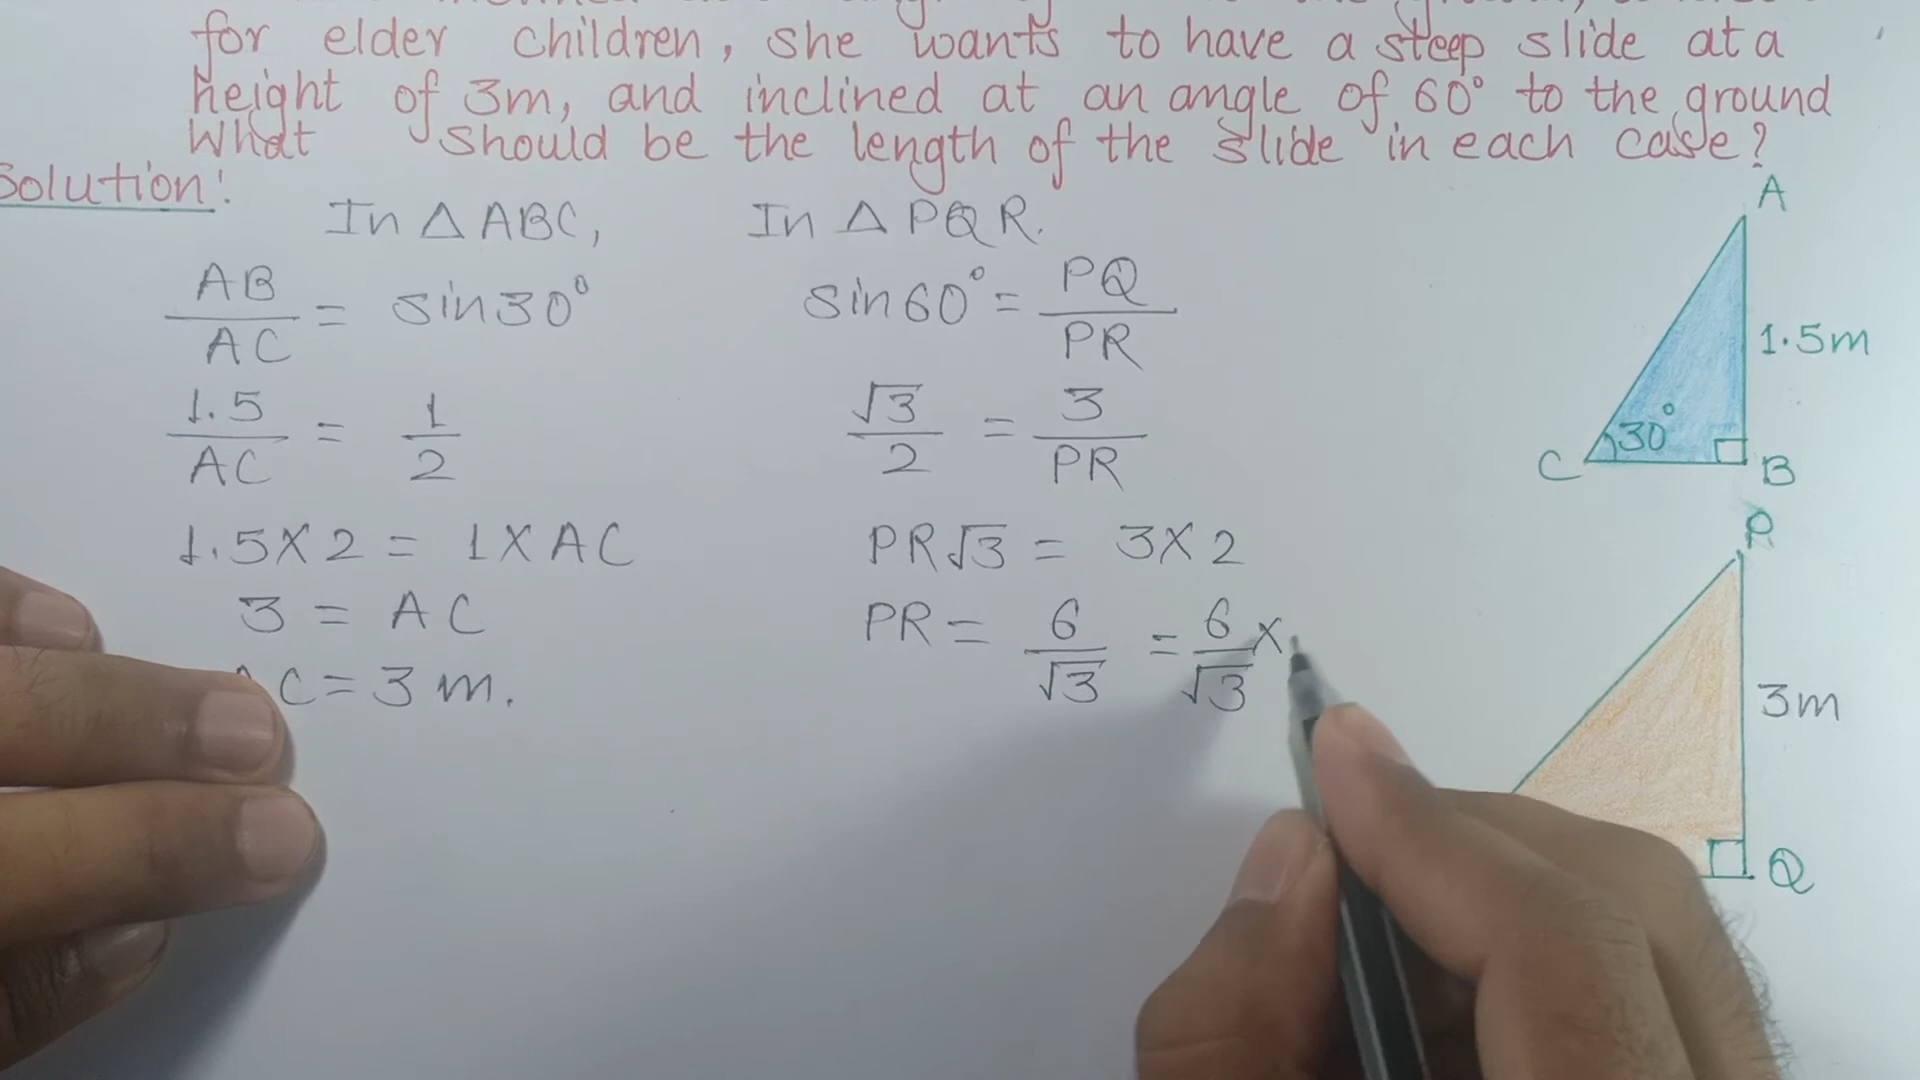 for elder children, she wants to have a steep slide at a
height of 3m, and inclined at an angle of 60° to the ground
What should be the length of the slide in each case?
Solution:
In △ ABC,
AB/AC = sin30°
1.5/AC = 1/2
1.5 X 2 = 1 X AC
3 = AC
C = 3 m.
In △ PQR.
sin60° = PQ/PR
√3/2 = 3/PR
PR√3 = 3 X 2
PR = 6/√3 = 6/√3 X
A
1.5m
30°
C
B
P
3m
Q